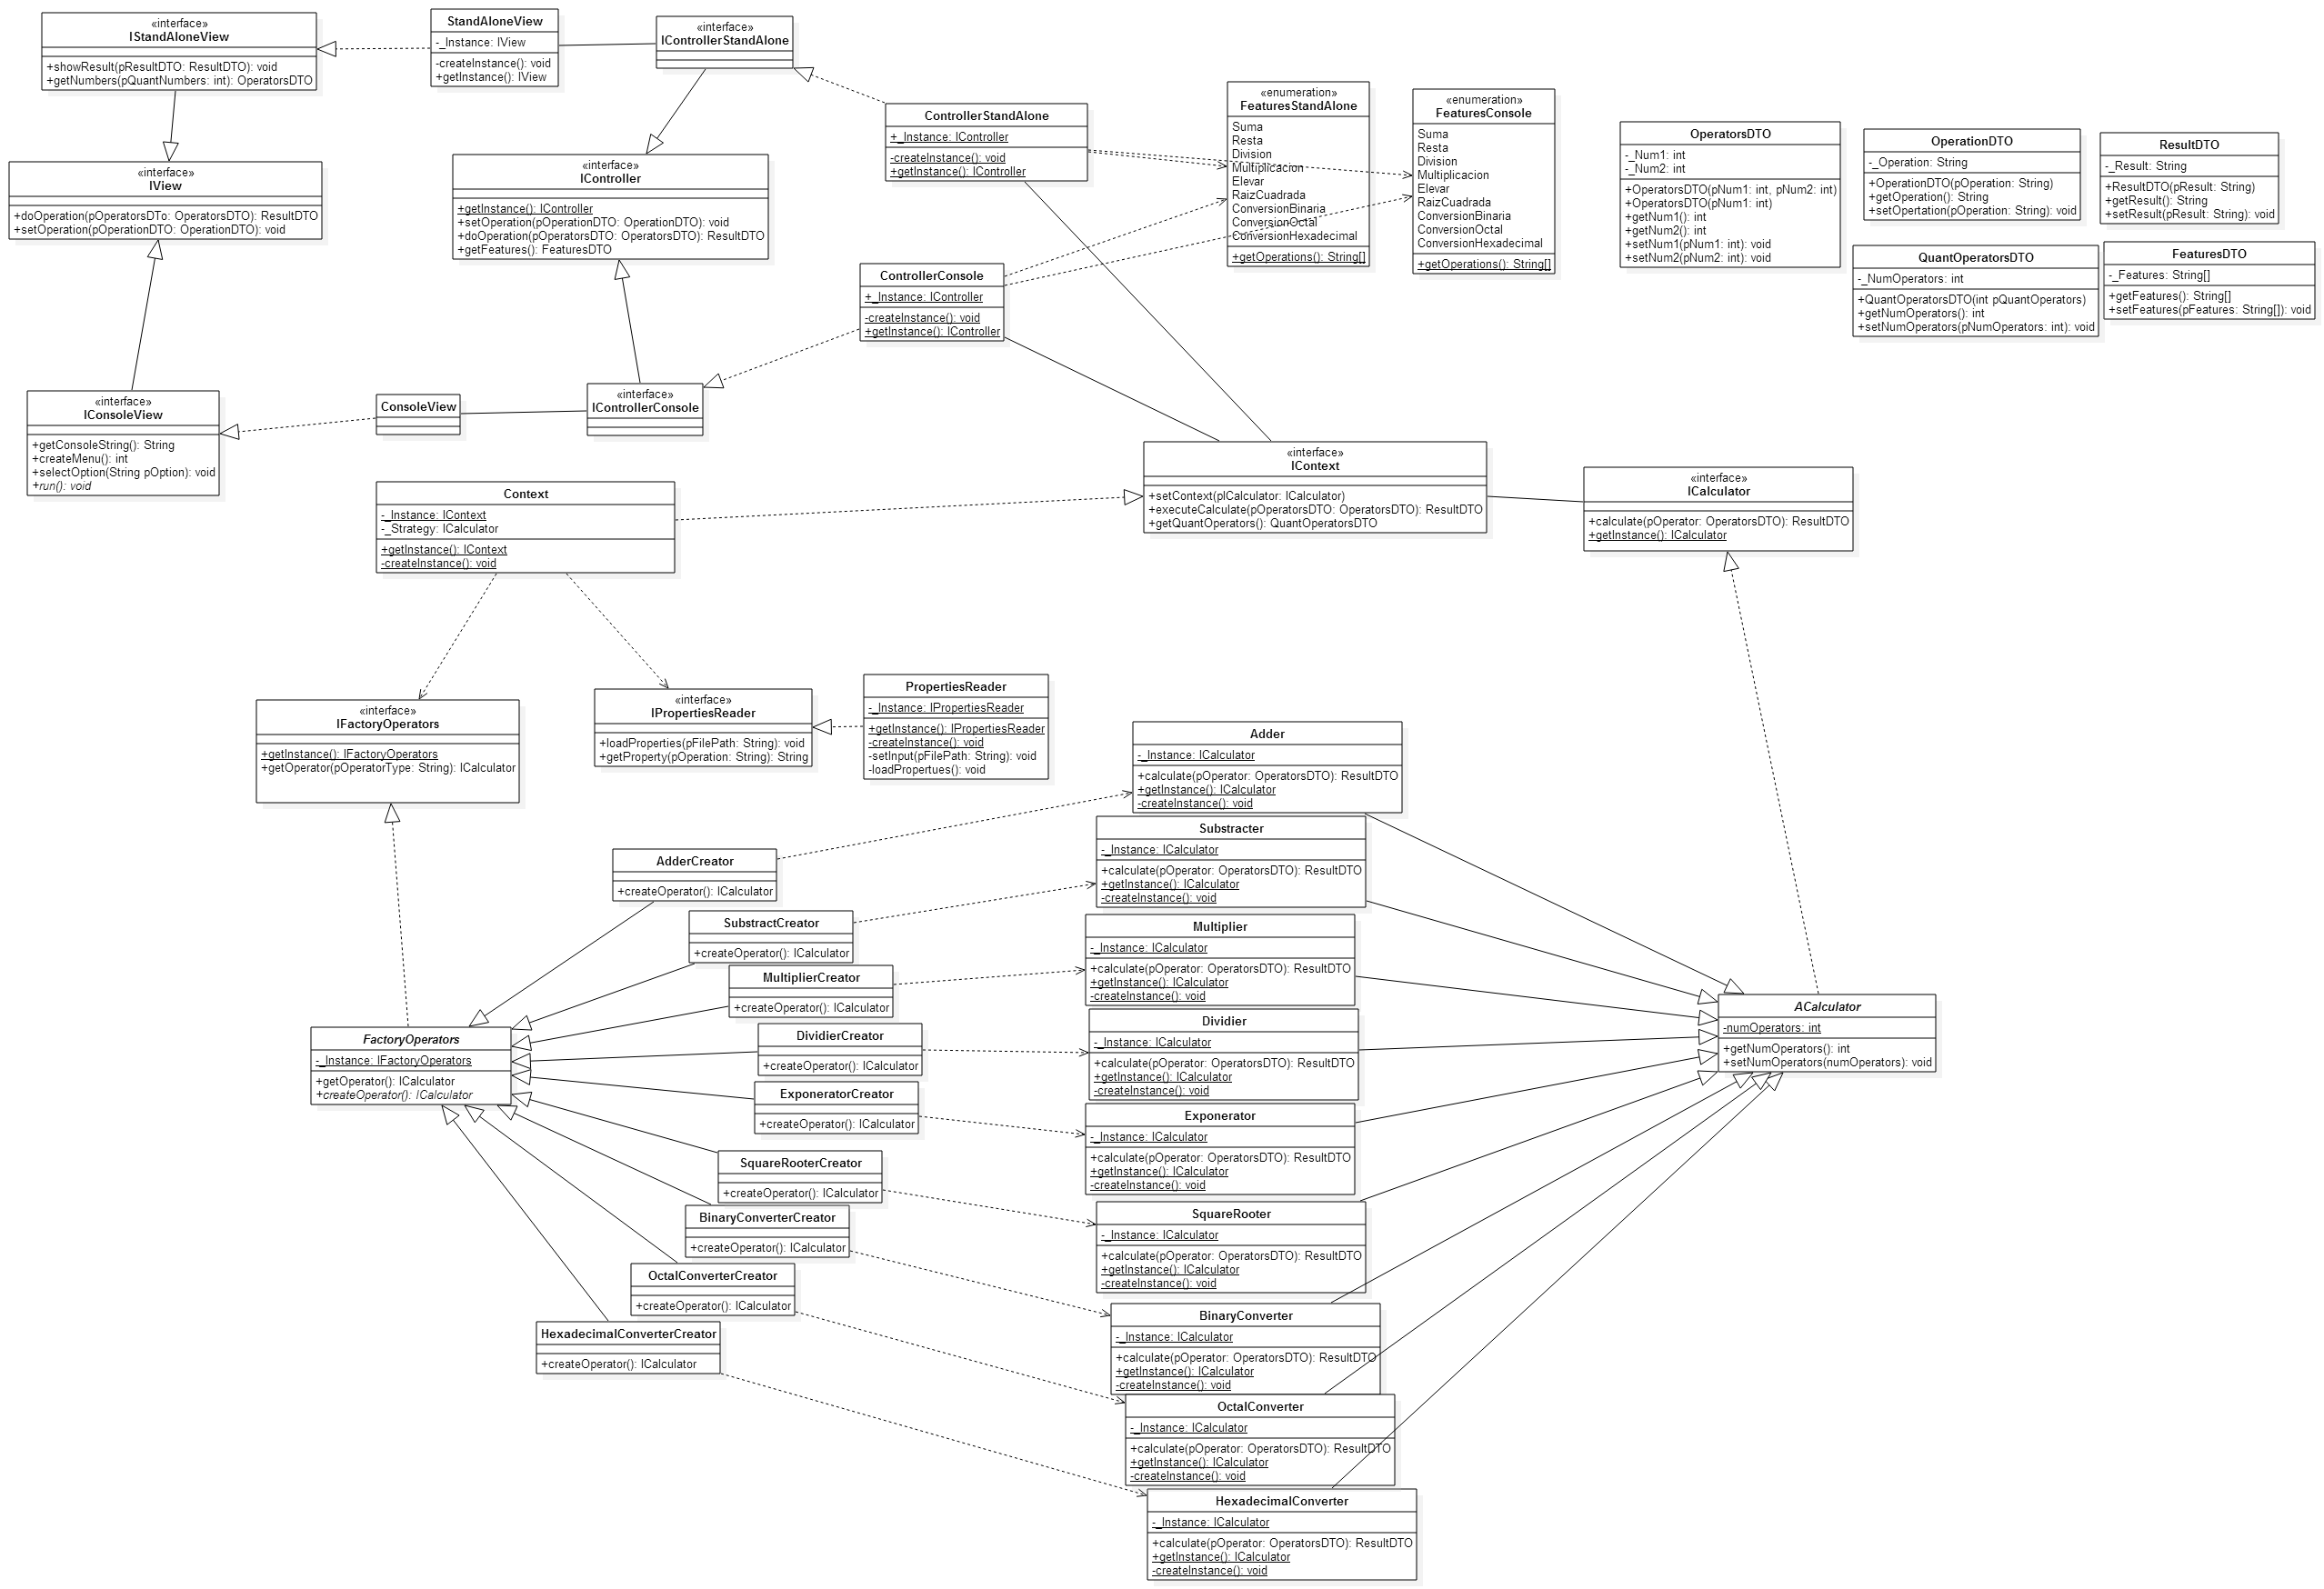 «interface»
IStandAloneView
+showResult(pResultDTO: ResultDTO): void
+getNumbers(pQuantNumbers: int): OperatorsDTO
StandAloneView
-_Instance: IView
-createInstance(): void
+getInstance(): IView
«interface»
IControllerStandAlone
«interface»
IView
+doOperation(pOperatorsDTo: OperatorsDTO): ResultDTO
+setOperation(pOperationDTO: OperationDTO): void
«interface»
IController
+getInstance(): IController
+setOperation(pOperationDTO: OperationDTO): void
+doOperation(pOperatorsDTO: OperatorsDTO): ResultDTO
+getFeatures(): FeaturesDTO
ControllerStandAlone
+_Instance: IController
-createInstance(): void
+getInstance(): IController
«enumeration»
FeaturesStandAlone
Suma
Resta
Division
Multiplicacion
Elevar
RaizCuadrada
ConversionBinaria
ConversionOctal
ConversionHexadecimal
+getOperations(): String[]
«enumeration»
FeaturesConsole
Suma
Resta
Division
Multiplicacion
Elevar
RaizCuadrada
ConversionBinaria
ConversionOctal
ConversionHexadecimal
+getOperations(): String[]
OperatorsDTO
-_Num1: int
-_Num2: int
+OperatorsDTO(pNum1: int, pNum2: int)
+OperatorsDTO(pNum1: int)
+getNum1(): int
+getNum2(): int
+setNum1(pNum1: int): void
+setNum2(pNum2: int): void
OperationDTO
-_Operation: String
+OperationDTO(pOperation: String)
+getOperation(): String
+setOpertation(pOperation: String): void
ResultDTO
-_Result: String
+ResultDTO(pResult: String)
+getResult(): String
+setResult(pResult: String): void
QuantOperatorsDTO
-_NumOperators: int
+QuantOperatorsDTO(int pQuantOperators)
+getNumOperators(): int
+setNumOperators(pNumOperators: int): void
FeaturesDTO
-_Features: String[]
+getFeatures(): String[]
+setFeatures(pFeatures: String[]): void
ControllerConsole
+_Instance: IController
-createInstance(): void
+getInstance(): IController
«interface»
IConsoleView
+getConsoleString(): String
+createMenu(): int
+selectOption(String pOption): void
+run(): void
ConsoleView
«interface»
IControllerConsole
Context
-_Instance: IContext
-_Strategy: ICalculator
+getInstance(): IContext
-createInstance(): void
«interface»
IContext
+setContext(pICalculator: ICalculator)
+executeCalculate(pOperatorsDTO: OperatorsDTO): ResultDTO
+getQuantOperators(): QuantOperatorsDTO
«interface»
ICalculator
+calculate(pOperator: OperatorsDTO): ResultDTO
+getInstance(): ICalculator
«interface»
IFactoryOperators
+getInstance(): IFactoryOperators
+getOperator(pOperatorType: String): ICalculator
«interface»
IPropertiesReader
+loadProperties(pFilePath: String): void
+getProperty(pOperation: String): String
PropertiesReader
-_Instance: IPropertiesReader
+getInstance(): IPropertiesReader
-createInstance(): void
-setInput(pFilePath: String): void
-loadPropertues(): void
Adder
-_Instance: ICalculator
+calculate(pOperator: OperatorsDTO): ResultDTO
+getInstance(): ICalculator
-createInstance(): void
AdderCreator
+createOperator(): ICalculator
Substracter
-_Instance: ICalculator
+calculate(pOperator: OperatorsDTO): ResultDTO
+getInstance(): ICalculator
-createInstance(): void
SubstractCreator
+createOperator(): ICalculator
Multiplier
-_Instance: ICalculator
+calculate(pOperator: OperatorsDTO): ResultDTO
+getInstance(): ICalculator
-createInstance(): void
MultiplierCreator
+createOperator(): ICalculator
FactoryOperators
-_Instance: IFactoryOperators
+getOperator(): ICalculator
+createOperator(): ICalculator
DividierCreator
+createOperator(): ICalculator
Dividier
-_Instance: ICalculator
+calculate(pOperator: OperatorsDTO): ResultDTO
+getInstance(): ICalculator
-createInstance(): void
ACalculator
-numOperators: int
+getNumOperators(): int
+setNumOperators(numOperators): void
ExponeratorCreator
+createOperator(): ICalculator
Exponerator
-_Instance: ICalculator
+calculate(pOperator: OperatorsDTO): ResultDTO
+getInstance(): ICalculator
-createInstance(): void
SquareRooterCreator
+createOperator(): ICalculator
SquareRooter
-_Instance: ICalculator
+calculate(pOperator: OperatorsDTO): ResultDTO
+getInstance(): ICalculator
-createInstance(): void
BinaryConverterCreator
+createOperator(): ICalculator
BinaryConverter
-_Instance: ICalculator
+calculate(pOperator: OperatorsDTO): ResultDTO
+getInstance(): ICalculator
-createInstance(): void
OctalConverterCreator
+createOperator(): ICalculator
OctalConverter
-_Instance: ICalculator
+calculate(pOperator: OperatorsDTO): ResultDTO
+getInstance(): ICalculator
-createInstance(): void
HexadecimalConverterCreator
+createOperator(): ICalculator
HexadecimalConverter
-_Instance: ICalculator
+calculate(pOperator: OperatorsDTO): ResultDTO
+getInstance(): ICalculator
-createInstance(): void